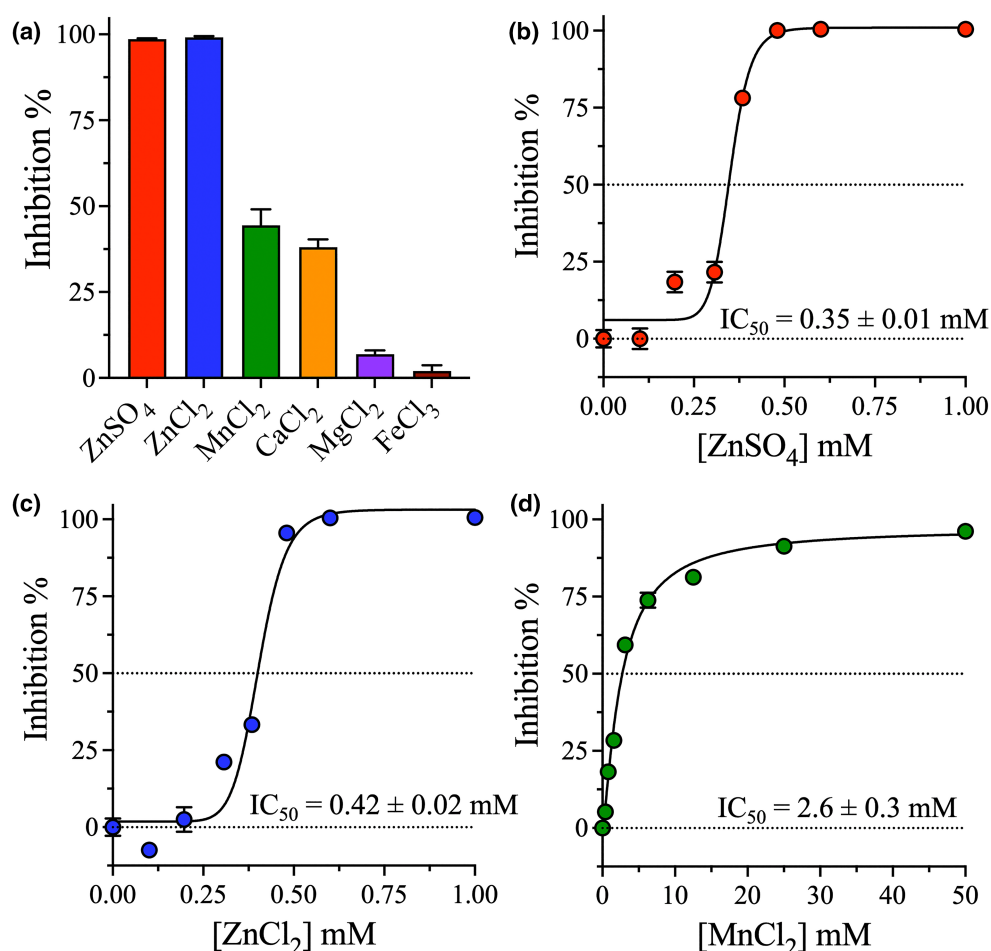 (a)
Inhibition %
100
75
50
25
0
ZnSO₄
ZnCl₂
MnCl₂
CaCl₂
MgCl₂
FeCl₃
(b)
Inhibition %
100
75
50
25
0
IC₅₀ = 0.35 ± 0.01 mM
0.00 0.25 0.50 0.75 1.00
[ZnSO₄] mM
(c)
Inhibition %
100
75
50
25
0
IC₅₀ = 0.42 ± 0.02 mM
0.00 0.25 0.50 0.75 1.00
[ZnCl₂] mM
(d)
Inhibition %
100
75
50
25
0
IC₅₀ = 2.6 ± 0.3 mM
0 10 20 30 40 50
[MnCl₂] mM